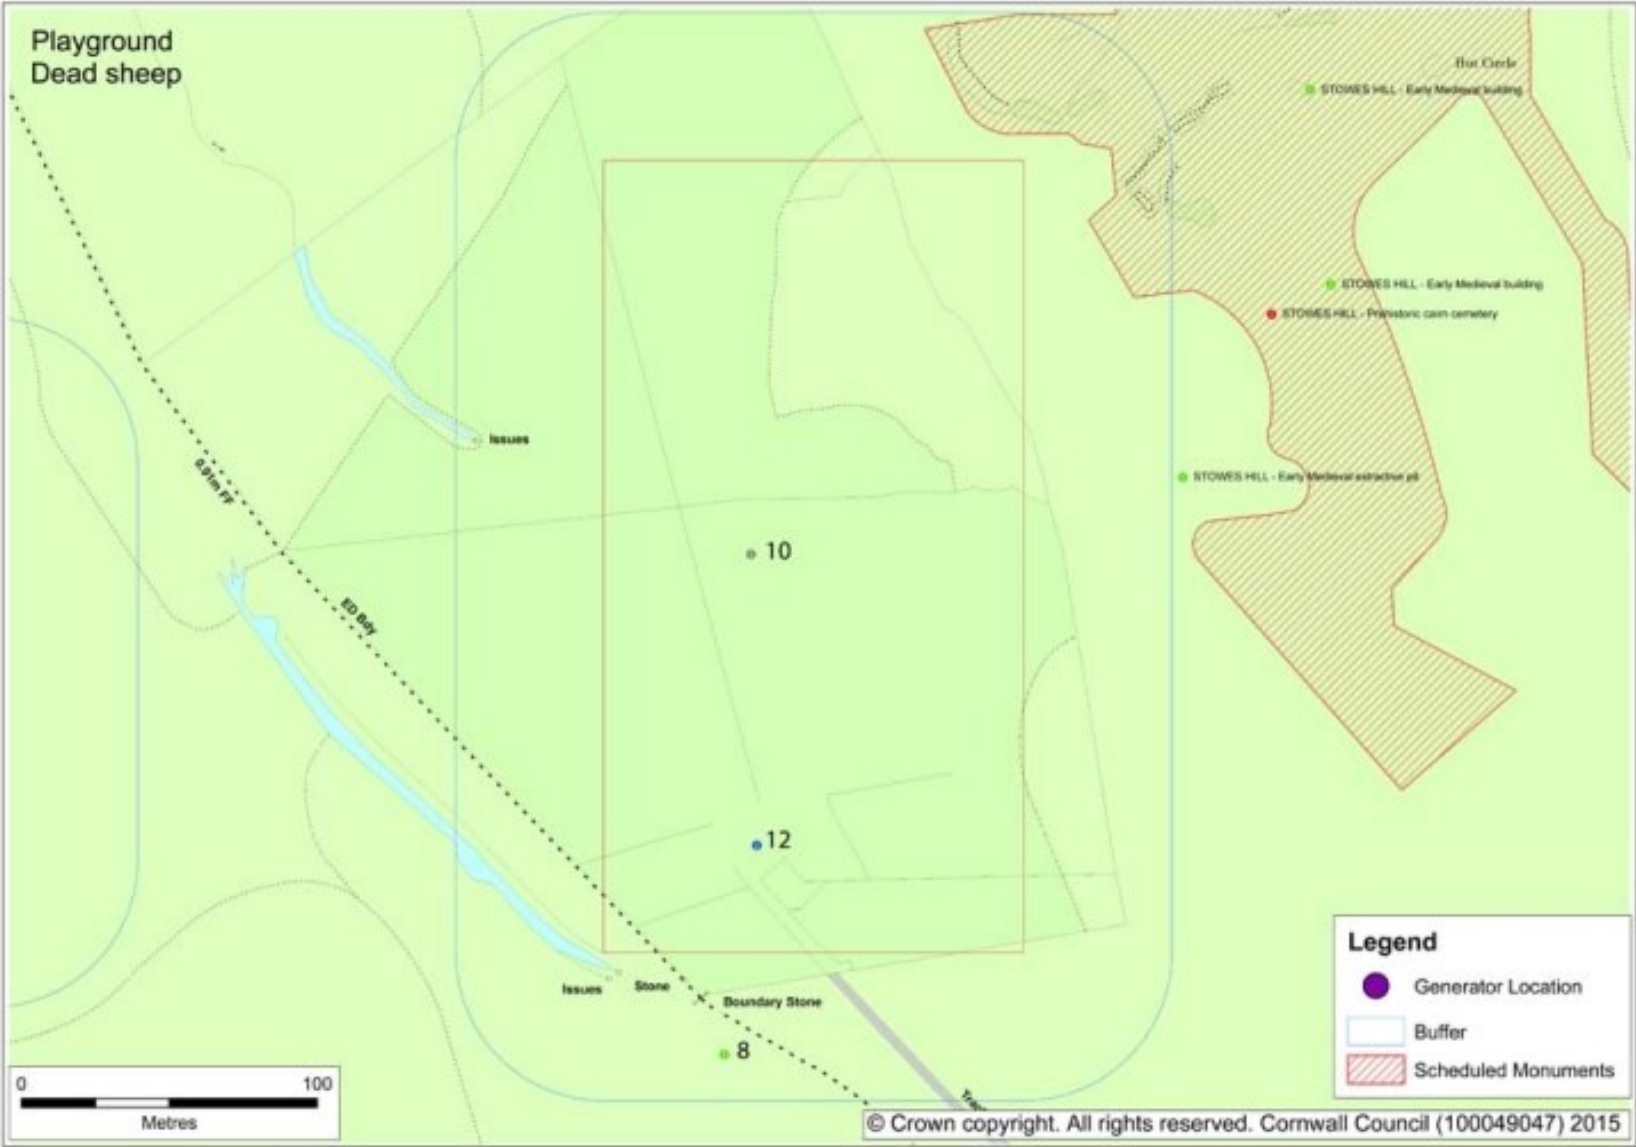 Playground
Dead sheep
Hut Circle
STOWES HILL - Early Medieval building
STOWES HILL - Early Medieval building
STOWES HILL - Prehistoric cairn cemetery
Issues
0.91m FF
STOWES HILL - Early Medieval extractive pit
10
ED Bdy
12
Issues
Stone
Boundary Stone
8
Legend
Generator Location
Buffer
Scheduled Monuments
0 100
Metres
© Crown copyright. All rights reserved. Cornwall Council (100049047) 2015